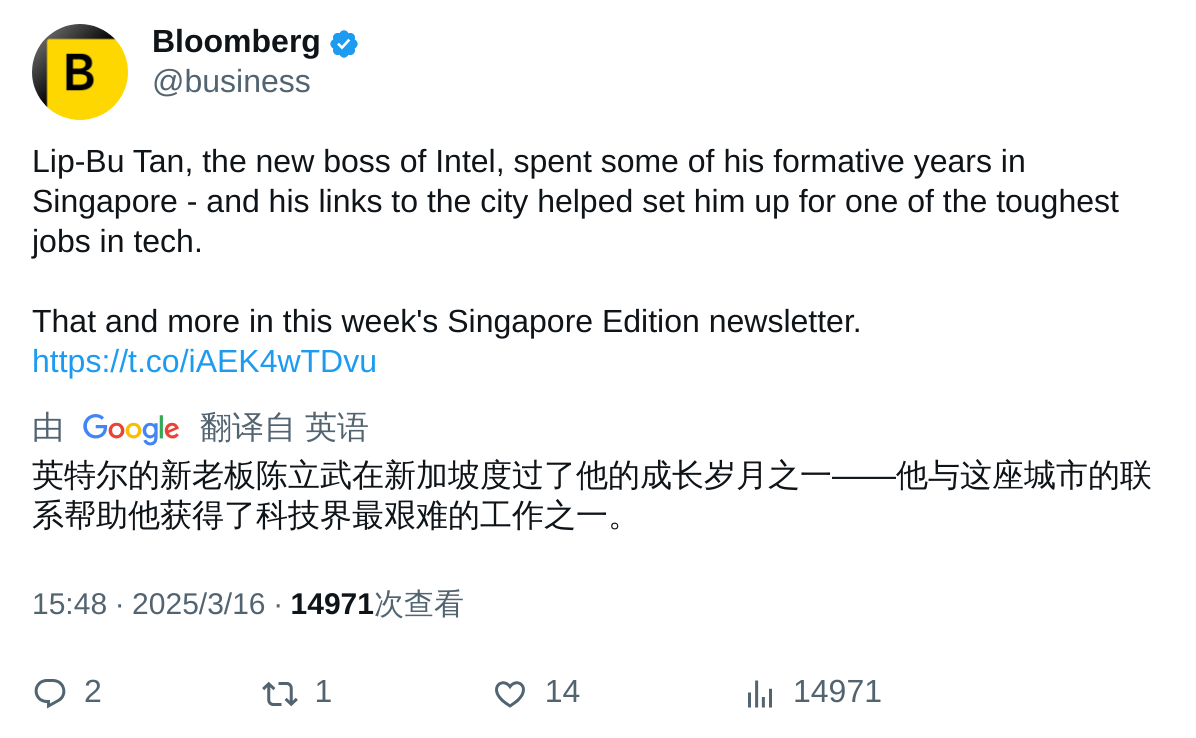 B
Bloomberg
@business
Lip-Bu Tan, the new boss of Intel, spent some of his formative years in
Singapore - and his links to the city helped set him up for one of the toughest
jobs in tech.
That and more in this week's Singapore Edition newsletter.
https://t.co/iAEK4wTDvu
由 Google 翻译自 英语
英特尔的新老板陈立武在新加坡度过了他的成长岁月之一——他与这座城市的联
系帮助他获得了科技界最艰难的工作之一。
15:48 · 2025/3/16 · 14971次查看
2 1 14 14971